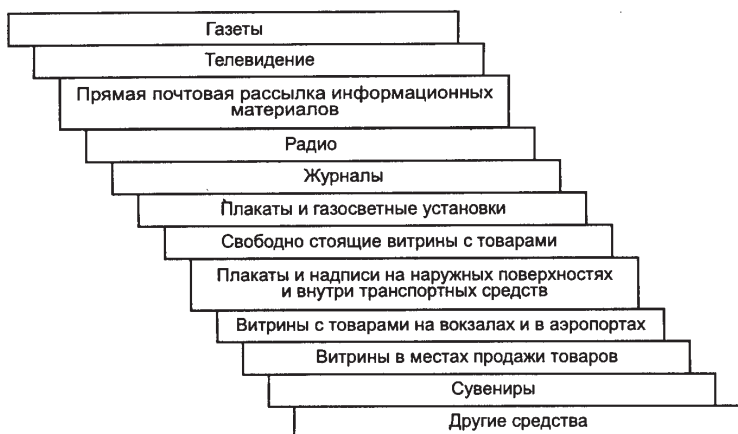 Газеты
Телевидение
Прямая почтовая рассылка информационных
материалов
Радио
Журналы
Плакаты и газосветные установки
Свободно стоящие витрины с товарами
Плакаты и надписи на наружных поверхностях
и внутри транспортных средств
Витрины с товарами на вокзалах и в аэропортах
Витрины в местах продажи товаров
Сувениры
Другие средства